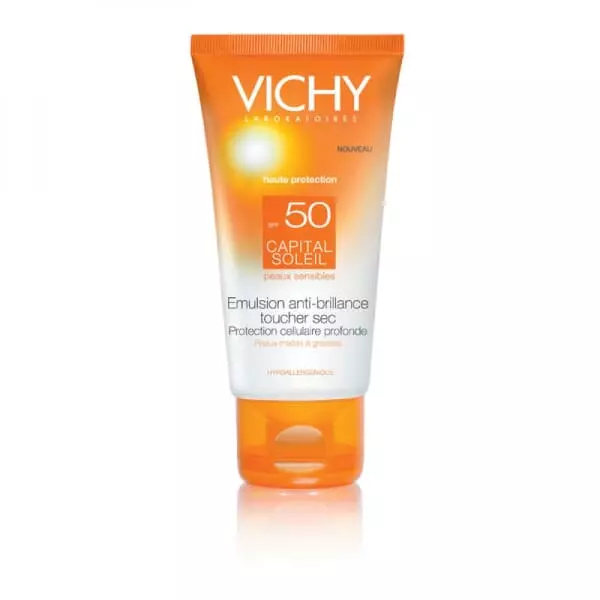 VICHY
LABORATOIRES
NOUVEAU
haute protection
SPF 50
CAPITAL
SOLEIL
peaux sensibles
Emulsion anti-brillance
toucher sec
Protection cellulaire profonde
Peaux mixtes à grasses
HYPOALLERGÉNIQUE